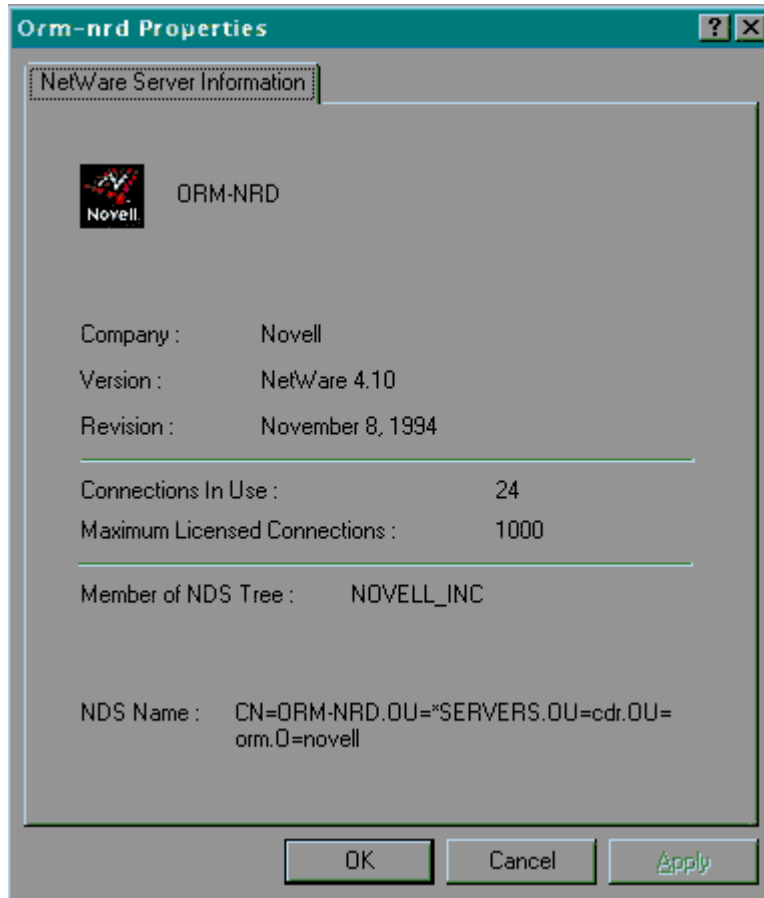 Orm-nrd Properties
NetWare Server Information
Novell
ORM-NRD
Company : Novell
Version : NetWare 4.10
Revision : November 8, 1994
Connections In Use : 24
Maximum Licensed Connections : 1000
Member of NDS Tree : NOVELL_INC
NDS Name : CN=ORM-NRD.OU=*SERVERS.OU=cdr.OU=
orm.O=novell
OK Cancel Apply